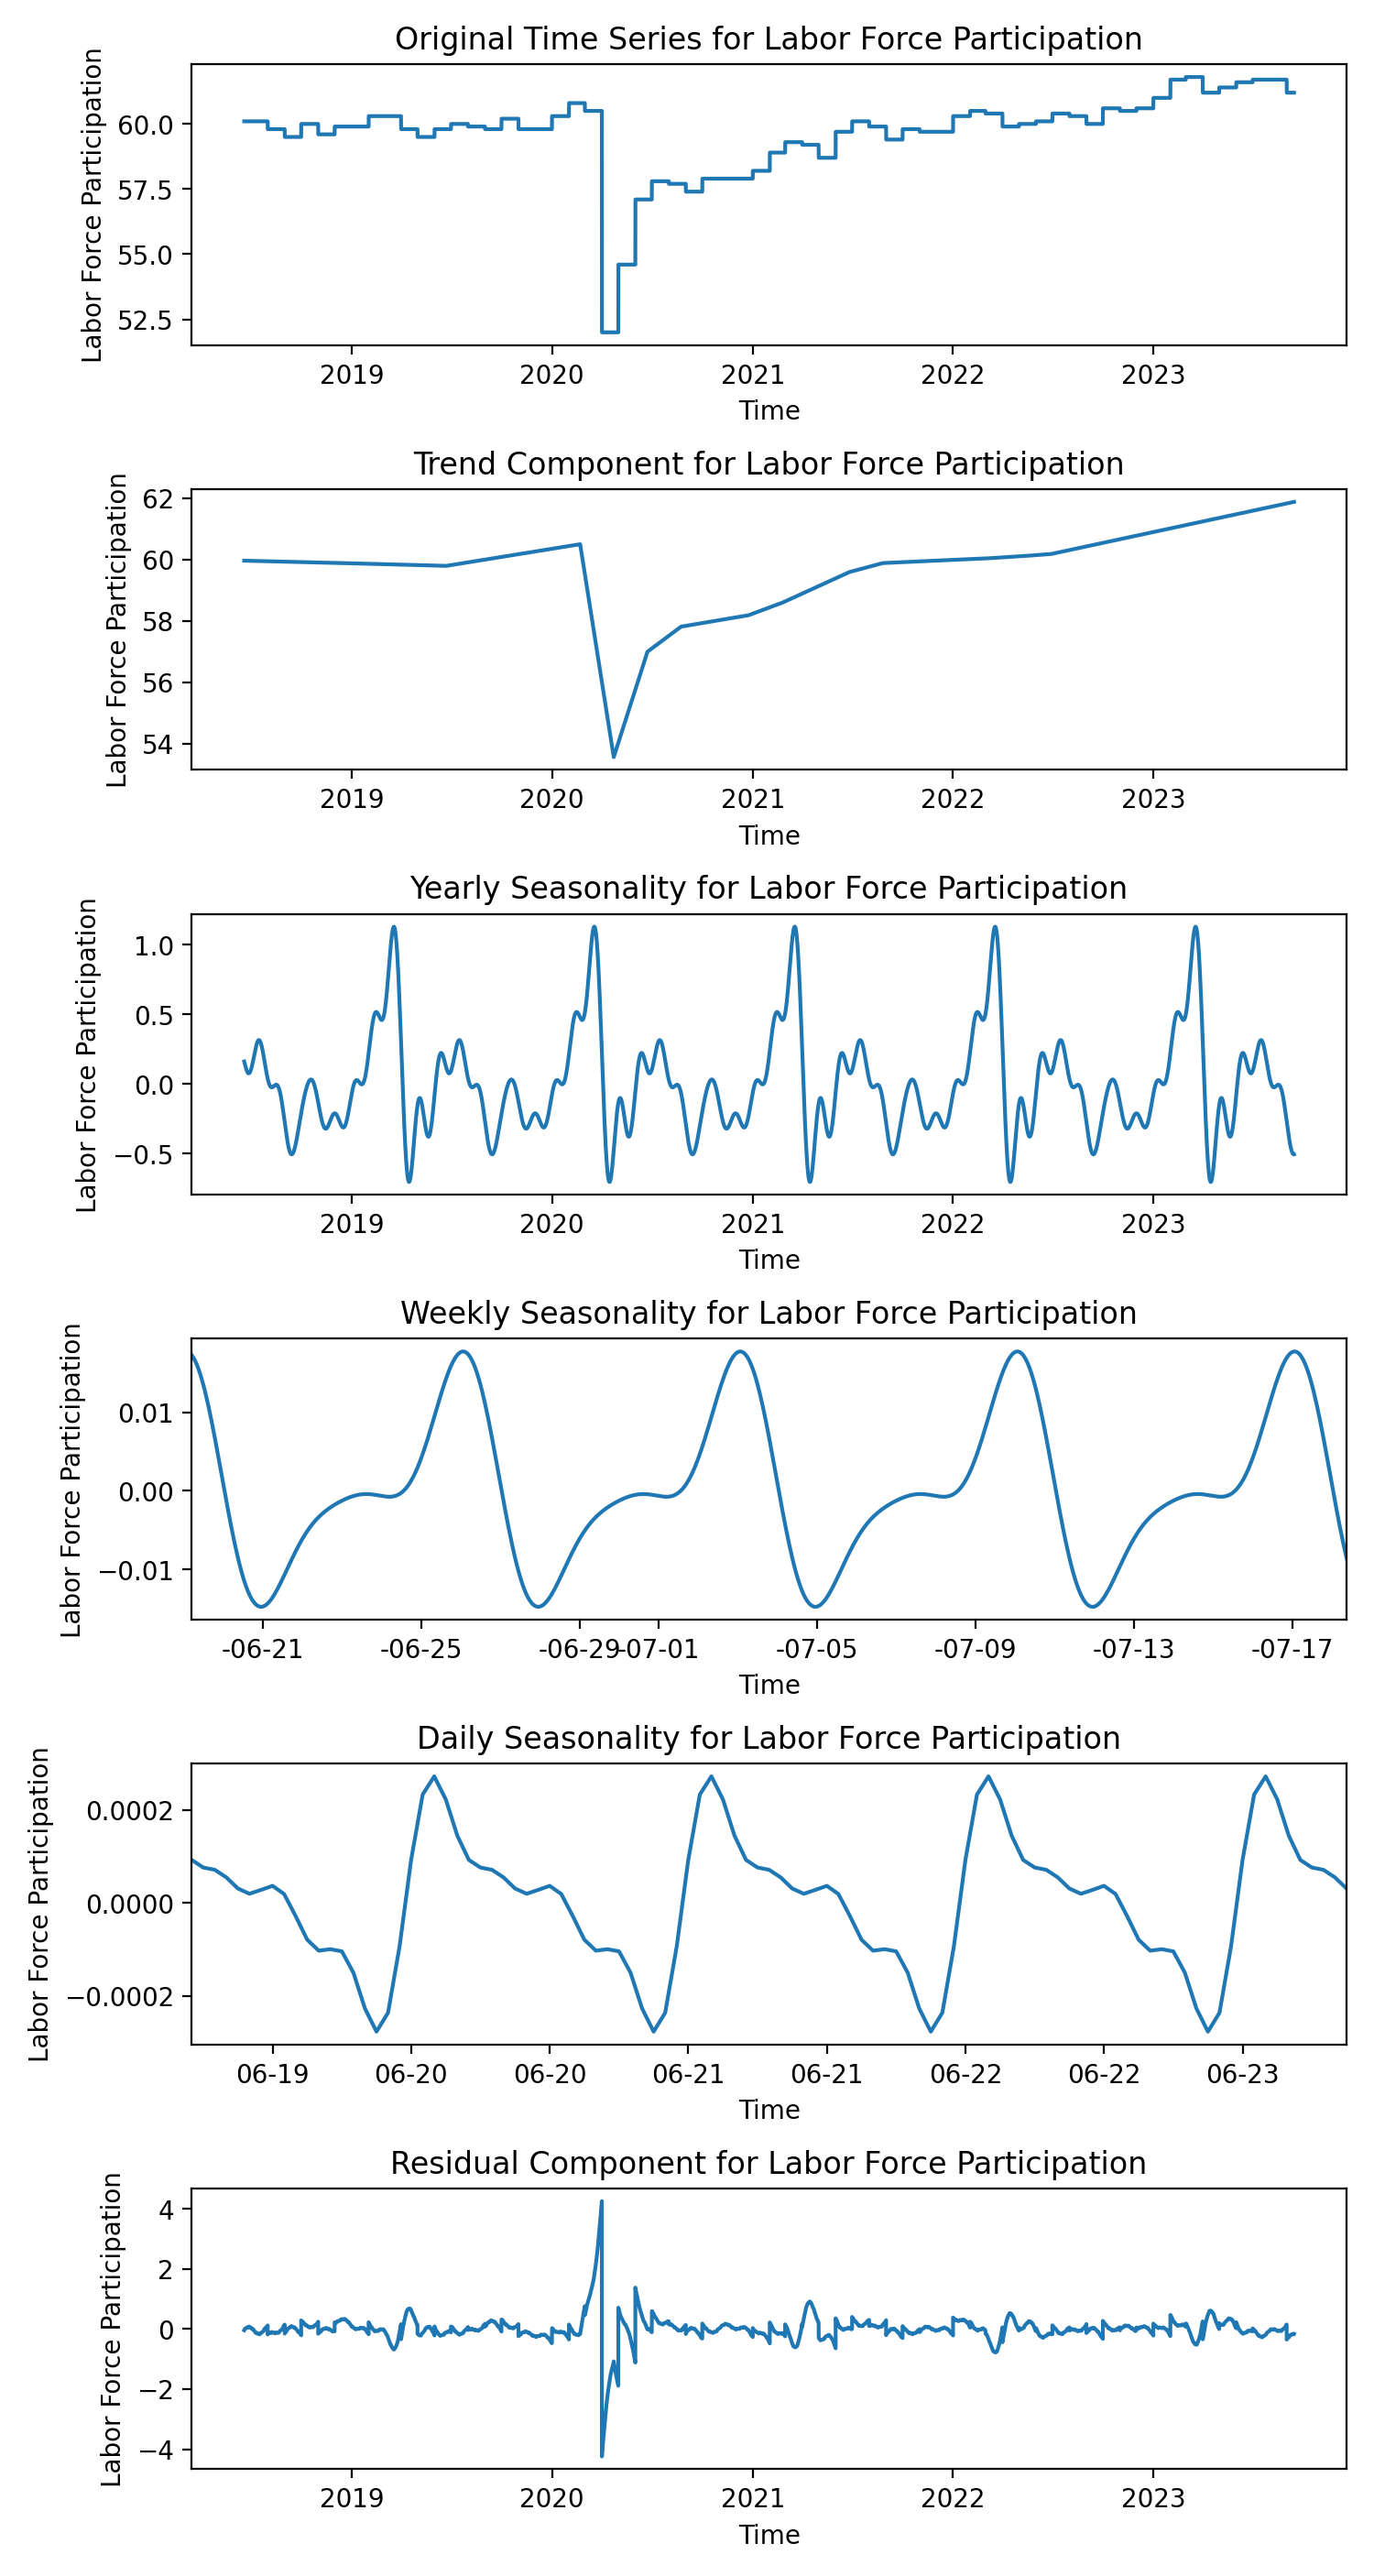 Original Time Series for Labor Force Participation
Labor Force Participation
60.0
57.5
55.0
52.5
2019 2020 2021 2022 2023
Time
Trend Component for Labor Force Participation
Labor Force Participation
62
60
58
56
54
2019 2020 2021 2022 2023
Time
Yearly Seasonality for Labor Force Participation
Labor Force Participation
1.0
0.5
0.0
−0.5
2019 2020 2021 2022 2023
Time
Weekly Seasonality for Labor Force Participation
Labor Force Participation
0.01
0.00
−0.01
-06-21 -06-25 -06-29 -07-01 -07-05 -07-09 -07-13 -07-17
Time
Daily Seasonality for Labor Force Participation
Labor Force Participation
0.0002
0.0000
−0.0002
06-19 06-20 06-20 06-21 06-21 06-22 06-22 06-23
Time
Residual Component for Labor Force Participation
Labor Force Participation
4
2
0
−2
−4
2019 2020 2021 2022 2023
Time